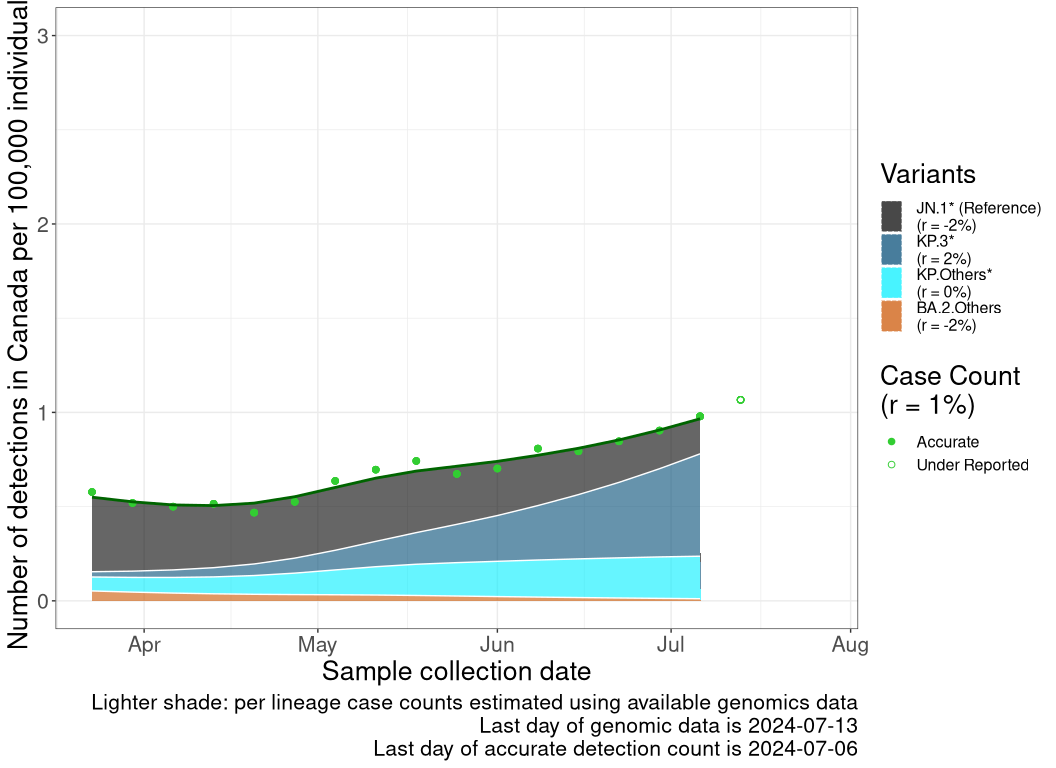 Number of detections in Canada per 100,000 individual
3
2
1
0
Apr
May
Jun
Jul
Aug
Sample collection date
Lighter shade: per lineage case counts estimated using available genomics data
Last day of genomic data is 2024-07-13
Last day of accurate detection count is 2024-07-06
Variants
JN.1* (Reference)
(r = -2%)
KP.3*
(r = 2%)
KP.Others*
(r = 0%)
BA.2.Others
(r = -2%)
Case Count
(r = 1%)
Accurate
Under Reported